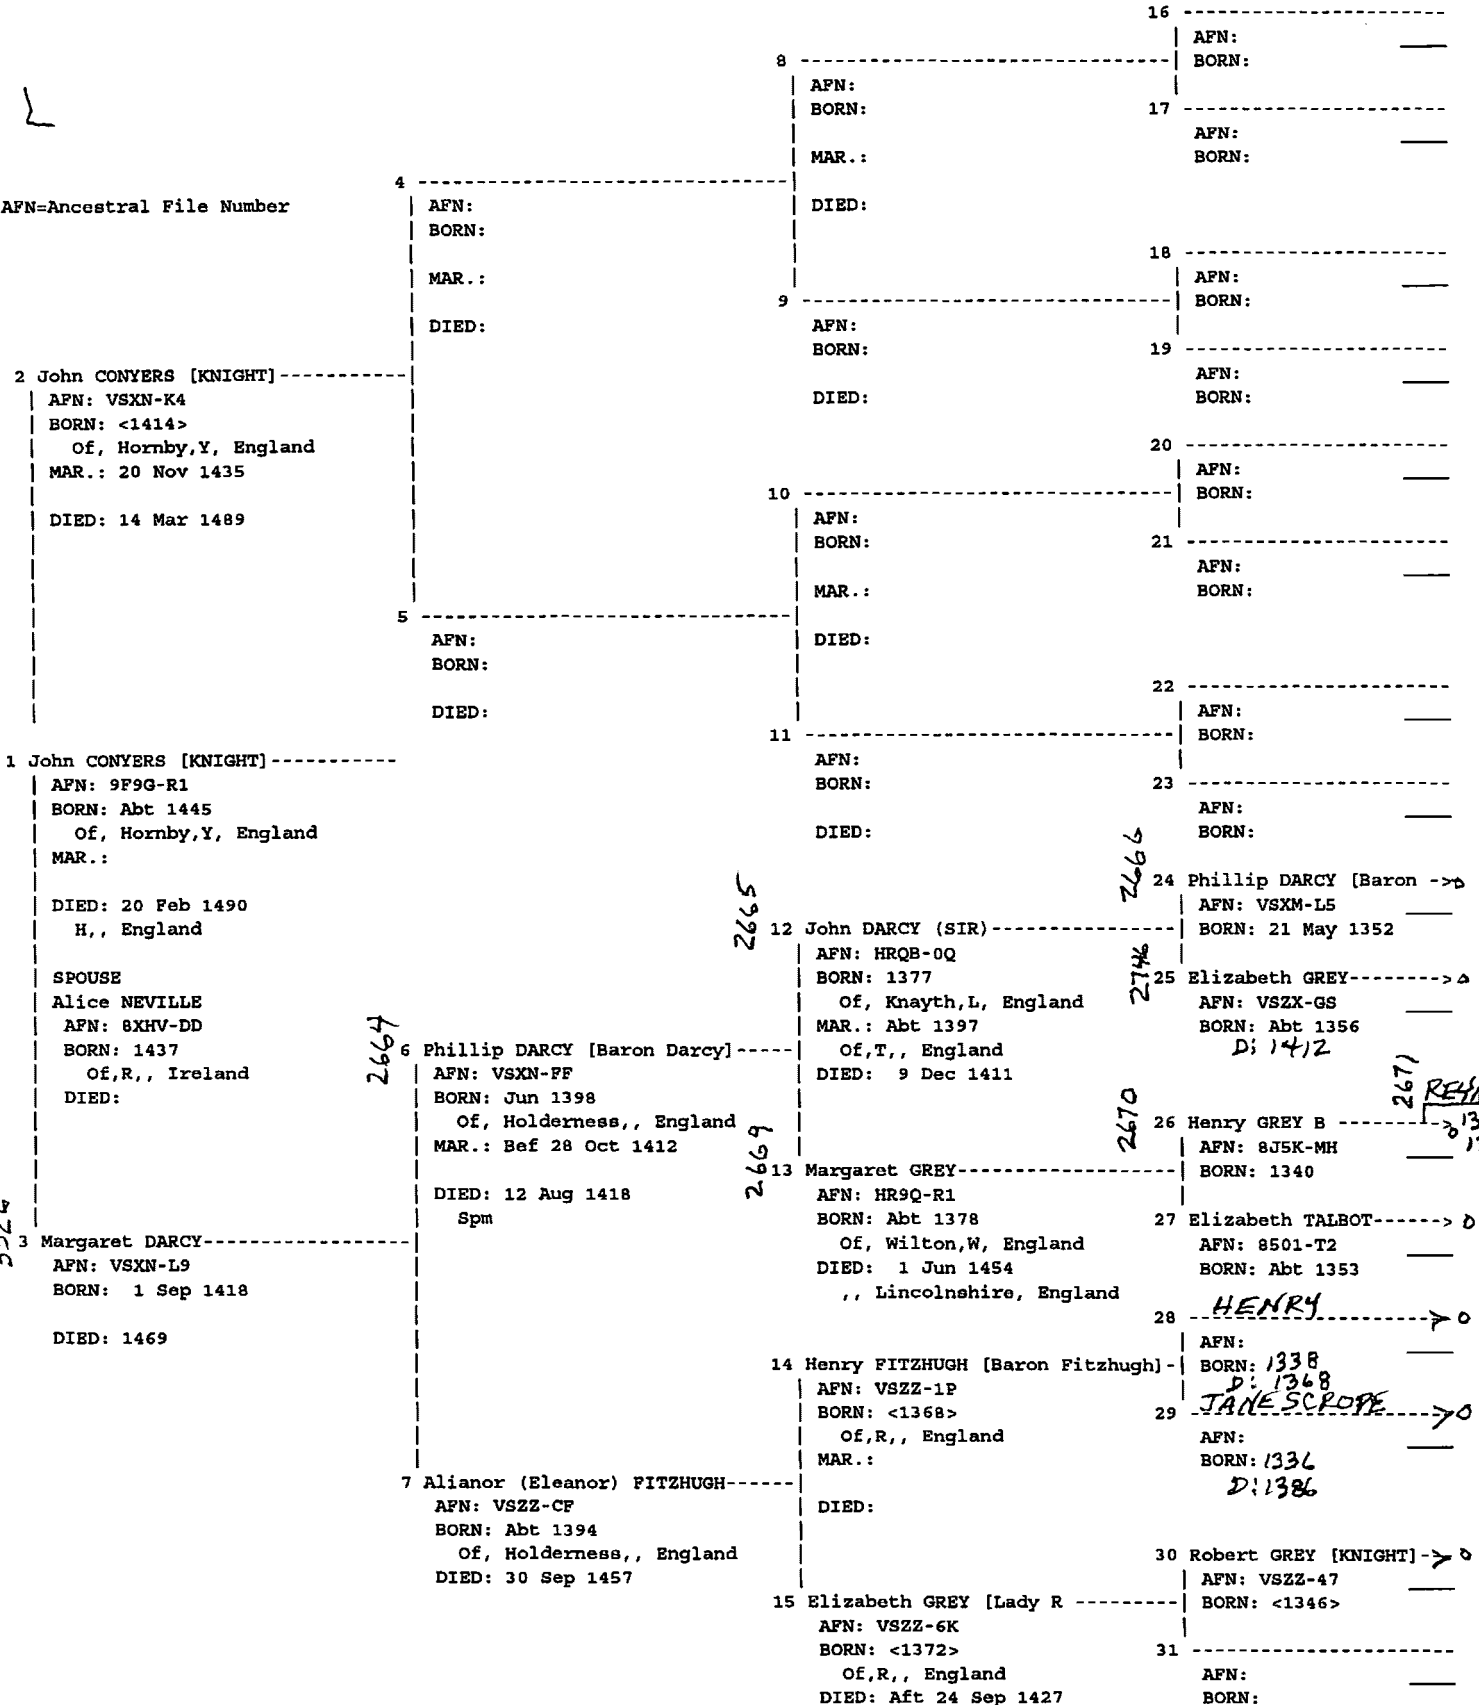 16
AFN:
BORN:
8
AFN:
BORN:
17
AFN:
BORN:
MAR.:
4
AFN=Ancestral File Number
AFN:
BORN:
DIED:
18
AFN:
BORN:
MAR.:
9
AFN:
BORN:
DIED:
19
AFN:
BORN:
2 John CONYERS [KNIGHT]
AFN: VSXN-K4
BORN: <1414>
Of, Hornby,Y, England
MAR.: 20 Nov 1435
DIED: 14 Mar 1489
DIED:
20
AFN:
BORN:
10
AFN:
BORN:
21
AFN:
BORN:
MAR.:
5
AFN:
BORN:
DIED:
DIED:
22
AFN:
BORN:
11
AFN:
BORN:
23
AFN:
BORN:
DIED:
1 John CONYERS [KNIGHT]
AFN: 9F9G-R1
BORN: Abt 1445
Of, Hornby,Y, England
MAR.:
DIED: 20 Feb 1490
H,, England
SPOUSE
Alice NEVILLE
AFN: 8XHV-DD
BORN: 1437
Of,R,, Ireland
DIED:
2666
24 Phillip DARCY [Baron ->
AFN: VSXM-L5
BORN: 21 May 1352
2665
12 John DARCY (SIR)
AFN: HRQB-0Q
BORN: 1377
Of, Knayth,L, England
MAR.: Abt 1397
Of,T,, England
DIED: 9 Dec 1411
2746
25 Elizabeth GREY-------->
AFN: VSZX-GS
BORN: Abt 1356
D: 1412
2664
6 Phillip DARCY [Baron Darcy]
AFN: VSXN-FF
BORN: Jun 1398
Of, Holderness,, England
MAR.: Bef 28 Oct 1412
DIED: 12 Aug 1418
Spm
2671
2670
26 Henry GREY B
AFN: 8J5K-MH
BORN: 1340
2669
13 Margaret GREY
AFN: HR9Q-R1
BORN: Abt 1378
Of, Wilton,W, England
DIED: 1 Jun 1454
,, Lincolnshire, England
27 Elizabeth TALBOT------>
AFN: 8501-T2
BORN: Abt 1353
3 Margaret DARCY
AFN: VSXN-L9
BORN: 1 Sep 1418
DIED: 1469
28 HENRY
AFN:
BORN: 1338
D: 1368
14 Henry FITZHUGH [Baron Fitzhugh]
AFN: VSZZ-1P
BORN: <1368>
Of,R,, England
MAR.:
DIED:
29 JANE SCROPE
AFN:
BORN: 1336
D: 1386
7 Alianor (Eleanor) FITZHUGH
AFN: VSZZ-CF
BORN: Abt 1394
Of, Holderness,, England
DIED: 30 Sep 1457
30 Robert GREY [KNIGHT]->
AFN: VSZZ-47
BORN: <1346>
15 Elizabeth GREY [Lady R
AFN: VSZZ-6K
BORN: <1372>
Of,R,, England
DIED: Aft 24 Sep 1427
31
AFN:
BORN: